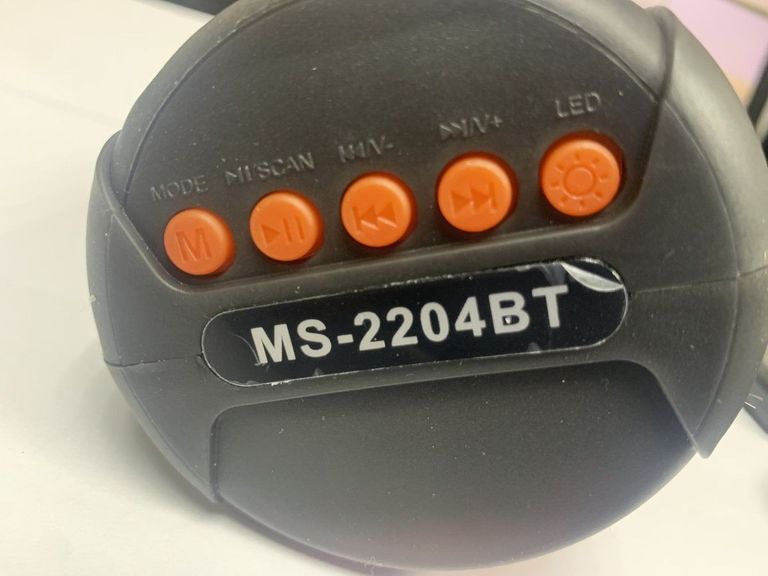 MODE ▷II/SCAN I◁◁/V- ▷▷I/V+ LED
M
MS-2204BT